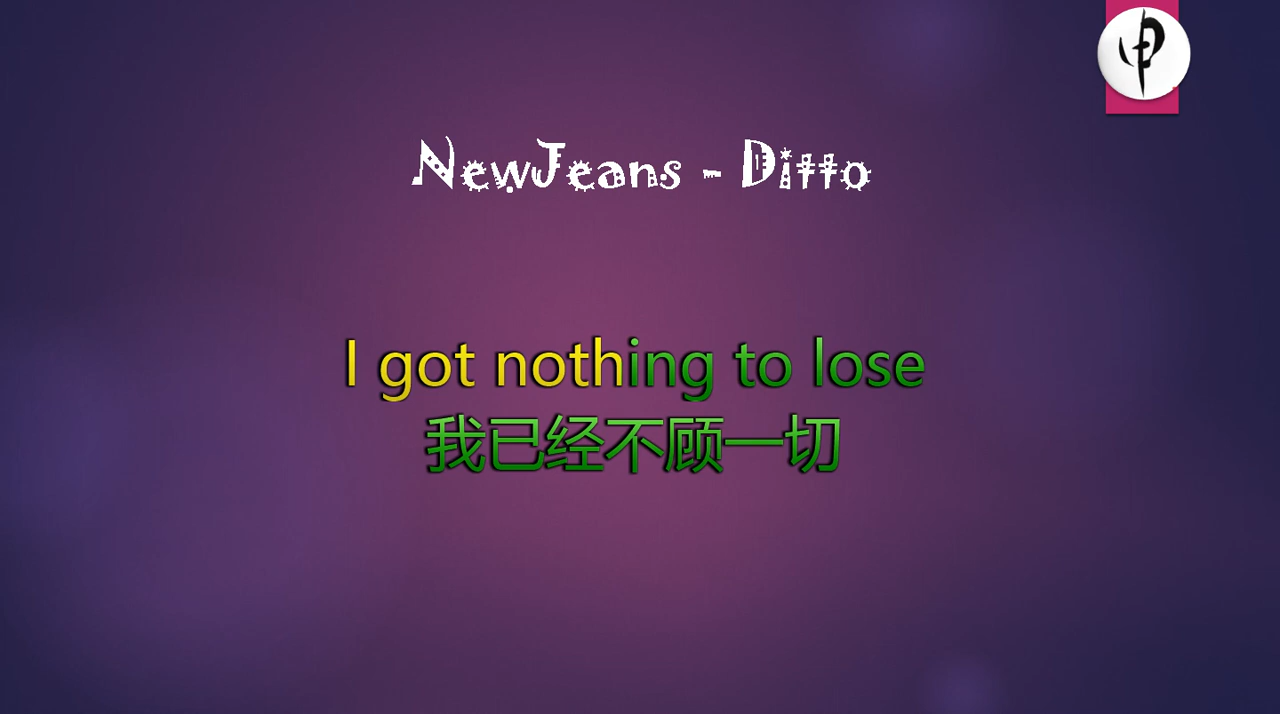 NewJeans - Ditto
I got nothing to lose
我已经不顾一切